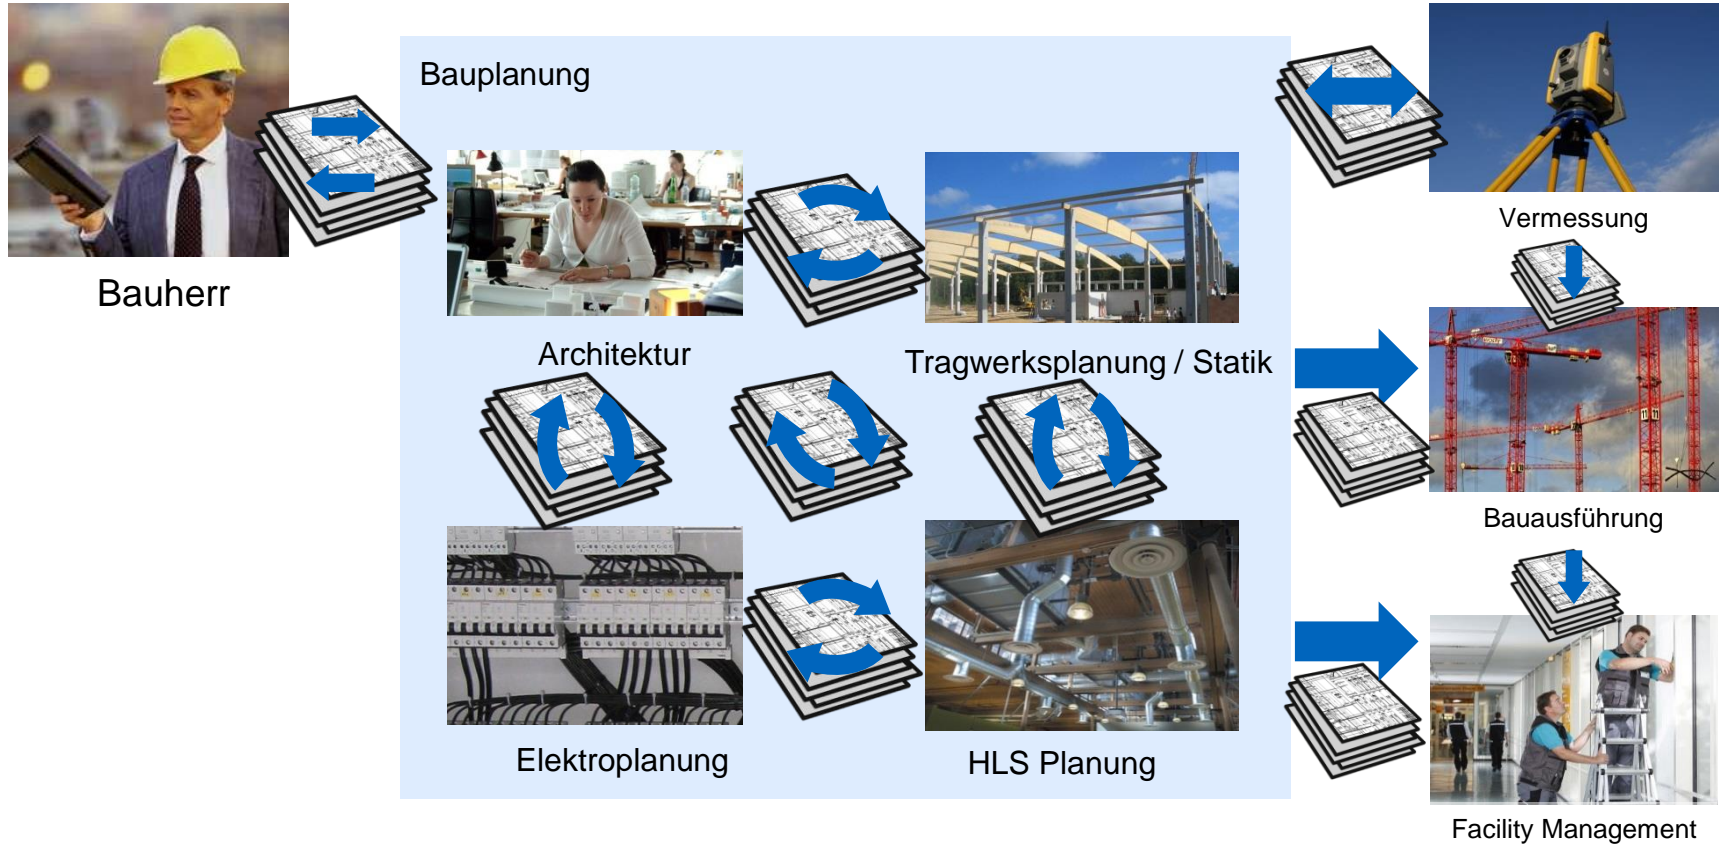 Bauplanung
Bauherr
Architektur
Tragwerksplanung / Statik
Elektroplanung
HLS Planung
Vermessung
Bauausführung
Facility Management